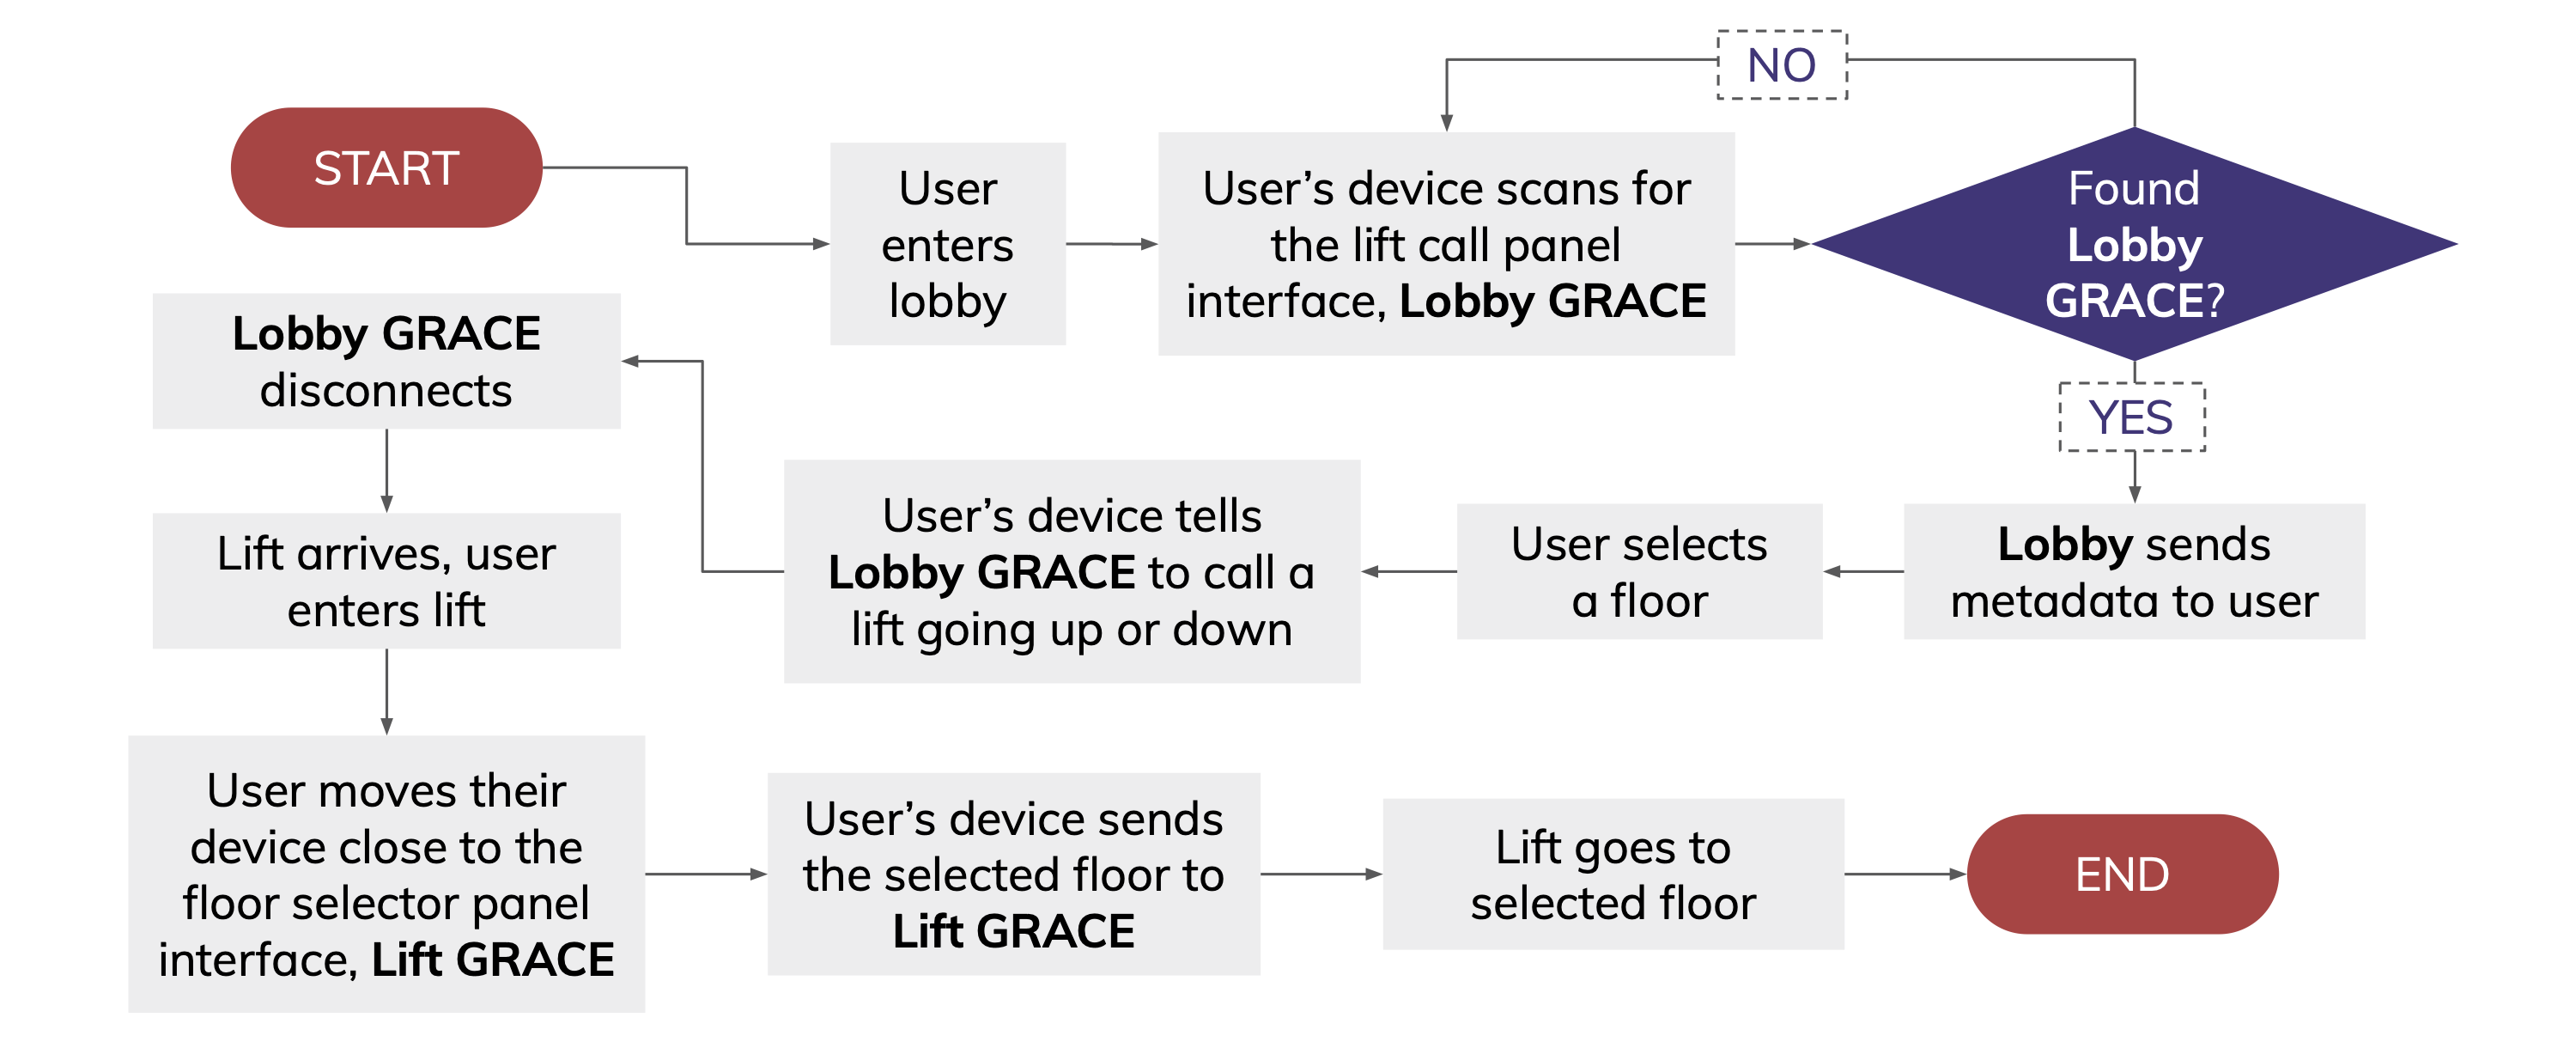 START
User
enters
lobby
User’s device scans for
the lift call panel
interface, Lobby GRACE
NO
Found
Lobby
GRACE?
YES
Lobby sends
metadata to user
User selects
a floor
User’s device tells
Lobby GRACE to call a
lift going up or down
Lobby GRACE
disconnects
Lift arrives, user
enters lift
User moves their
device close to the
floor selector panel
interface, Lift GRACE
User’s device sends
the selected floor to
Lift GRACE
Lift goes to
selected floor
END